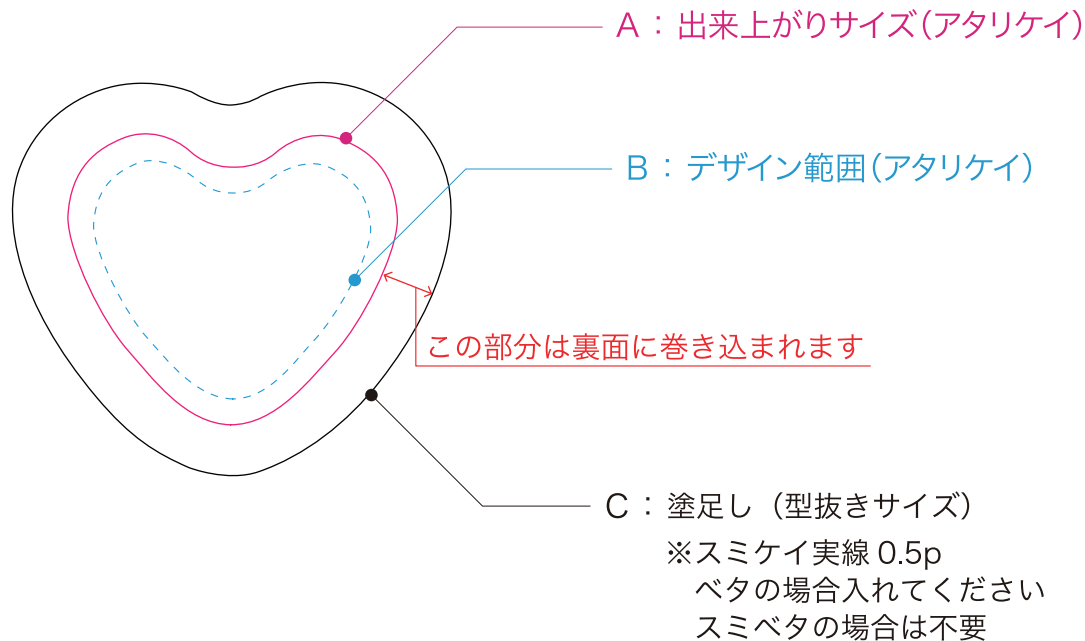 A：出来上がりサイズ（アタリケイ）
B：デザイン範囲（アタリケイ）
この部分は裏面に巻き込まれます
C：塗足し（型抜きサイズ）
※スミケイ実線 0.5p
ベタの場合入れてください
スミベタの場合は不要